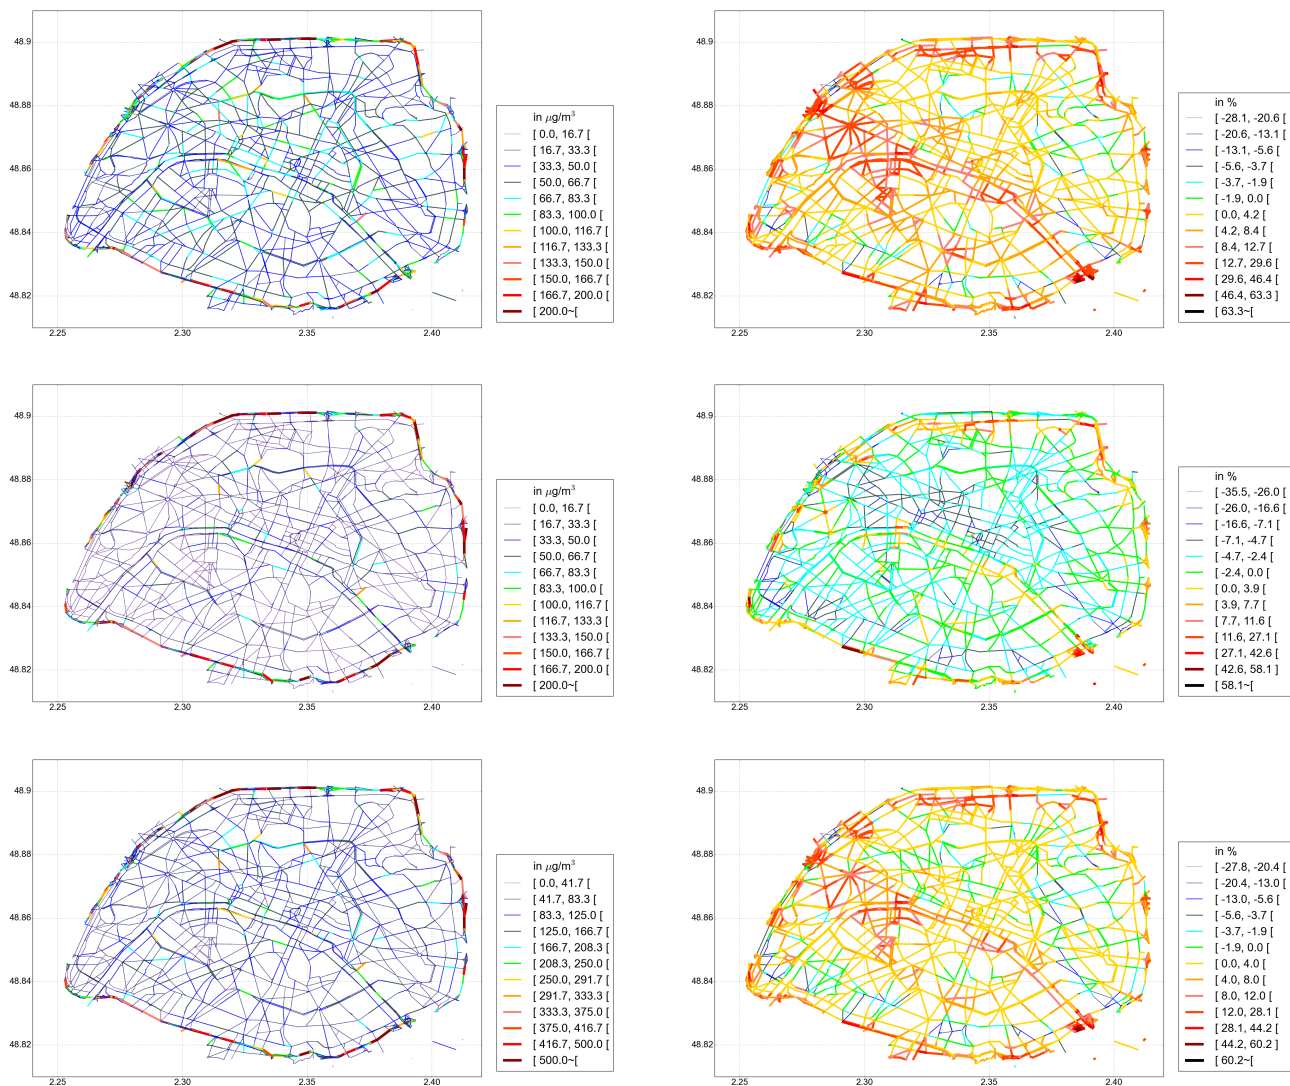 48.9
48.88
48.86
48.84
48.82
2.25 2.30 2.35 2.40
in μg/m³
[ 0.0, 16.7 [
[ 16.7, 33.3 [
[ 33.3, 50.0 [
[ 50.0, 66.7 [
[ 66.7, 83.3 [
[ 83.3, 100.0 [
[ 100.0, 116.7 [
[ 116.7, 133.3 [
[ 133.3, 150.0 [
[ 150.0, 166.7 [
[ 166.7, 200.0 [
[ 200.0~[
48.9
48.88
48.86
48.84
48.82
2.25 2.30 2.35 2.40
in %
[ -28.1, -20.6 [
[ -20.6, -13.1 [
[ -13.1, -5.6 [
[ -5.6, -3.7 [
[ -3.7, -1.9 [
[ -1.9, 0.0 [
[ 0.0, 4.2 [
[ 4.2, 8.4 [
[ 8.4, 12.7 [
[ 12.7, 29.6 [
[ 29.6, 46.4 [
[ 46.4, 63.3 ]
[ 63.3~[
48.9
48.88
48.86
48.84
48.82
2.25 2.30 2.35 2.40
in μg/m³
[ 0.0, 16.7 [
[ 16.7, 33.3 [
[ 33.3, 50.0 [
[ 50.0, 66.7 [
[ 66.7, 83.3 [
[ 83.3, 100.0 [
[ 100.0, 116.7 [
[ 116.7, 133.3 [
[ 133.3, 150.0 [
[ 150.0, 166.7 [
[ 166.7, 200.0 [
[ 200.0~[
48.9
48.88
48.86
48.84
48.82
2.25 2.30 2.35 2.40
in %
[ -35.5, -26.0 [
[ -26.0, -16.6 [
[ -16.6, -7.1 [
[ -7.1, -4.7 [
[ -4.7, -2.4 [
[ -2.4, 0.0 [
[ 0.0, 3.9 [
[ 3.9, 7.7 [
[ 7.7, 11.6 [
[ 11.6, 27.1 [
[ 27.1, 42.6 [
[ 42.6, 58.1 ]
[ 58.1~[
48.9
48.88
48.86
48.84
48.82
2.25 2.30 2.35 2.40
in μg/m³
[ 0.0, 41.7 [
[ 41.7, 83.3 [
[ 83.3, 125.0 [
[ 125.0, 166.7 [
[ 166.7, 208.3 [
[ 208.3, 250.0 [
[ 250.0, 291.7 [
[ 291.7, 333.3 [
[ 333.3, 375.0 [
[ 375.0, 416.7 [
[ 416.7, 500.0 [
[ 500.0~[
48.9
48.88
48.86
48.84
48.82
2.25 2.30 2.35 2.40
in %
[ -27.8, -20.4 [
[ -20.4, -13.0 [
[ -13.0, -5.6 [
[ -5.6, -3.7 [
[ -3.7, -1.9 [
[ -1.9, 0.0 [
[ 0.0, 4.0 [
[ 4.0, 8.0 [
[ 8.0, 12.0 [
[ 12.0, 28.1 [
[ 28.1, 44.2 [
[ 44.2, 60.2 ]
[ 60.2~[